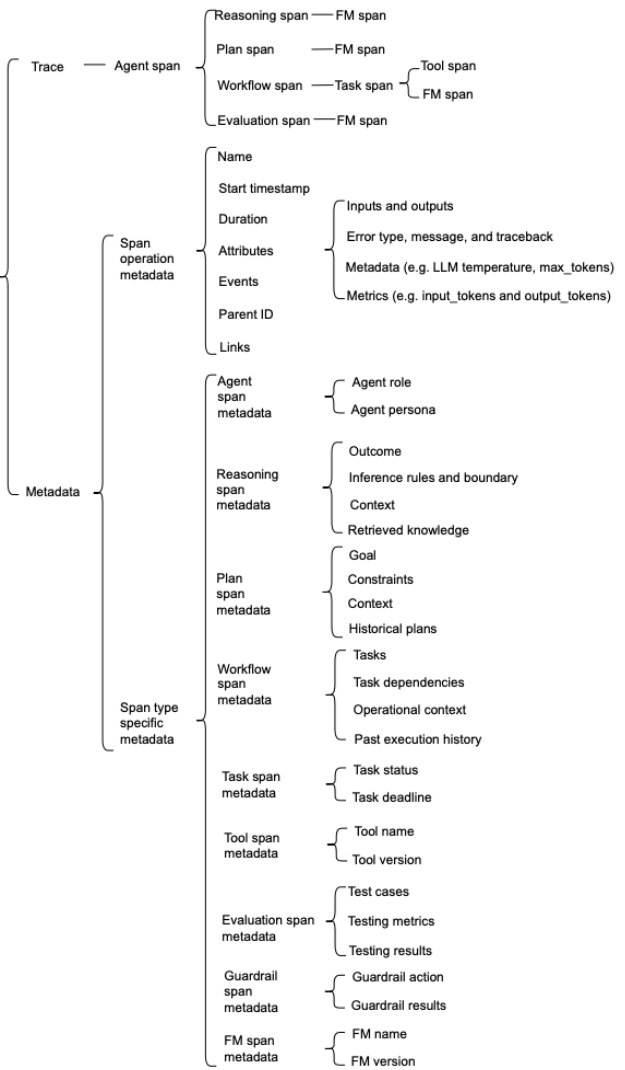 Trace
Agent span
Reasoning span
FM span
Plan span
FM span
Workflow span
Task span
Tool span
FM span
Evaluation span
FM span
Metadata
Span
operation
metadata
Name
Start timestamp
Duration
Attributes
Inputs and outputs
Error type, message, and traceback
Metadata (e.g. LLM temperature, max_tokens)
Metrics (e.g. input_tokens and output_tokens)
Events
Parent ID
Links
Span type
specific
metadata
Agent
span
metadata
Agent role
Agent persona
Reasoning
span
metadata
Outcome
Inference rules and boundary
Context
Retrieved knowledge
Plan
span
metadata
Goal
Constraints
Context
Historical plans
Workflow
span
metadata
Tasks
Task dependencies
Operational context
Past execution history
Task span
metadata
Task status
Task deadline
Tool span
metadata
Tool name
Tool version
Evaluation span
metadata
Test cases
Testing metrics
Testing results
Guardrail
span
metadata
Guardrail action
Guardrail results
FM span
metadata
FM name
FM version